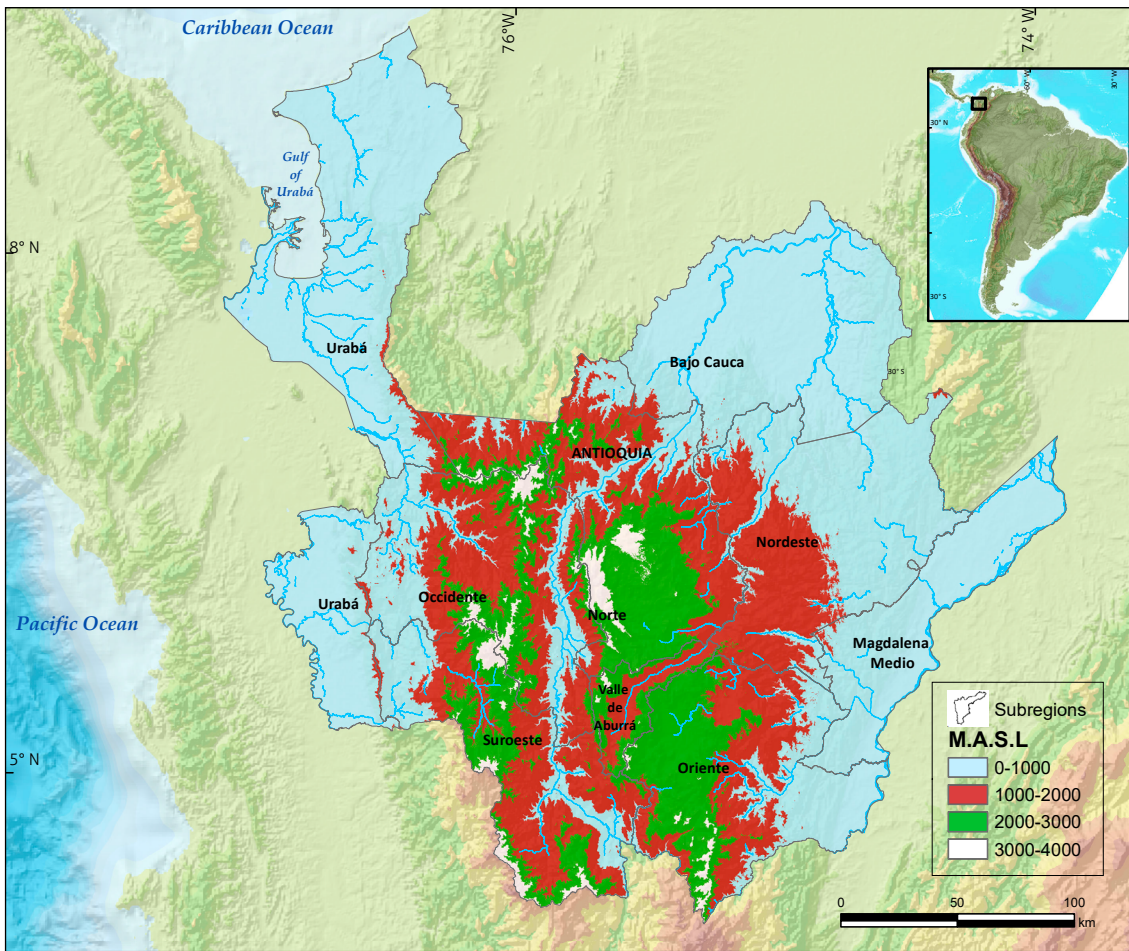 Caribbean Ocean
76° W
74° W
60° W
30° W
30° N
30° S
Gulf
of
Urabá
8° N
Urabá
Bajo Cauca
30° S
ANTIOQUIA
Nordeste
Urabá
Occidente
Norte
Pacific Ocean
Magdalena
Medio
Valle
de
Aburrá
Suroeste
Oriente
5° N
Subregions
M.A.S.L
0-1000
1000-2000
2000-3000
3000-4000
0
50
100
km